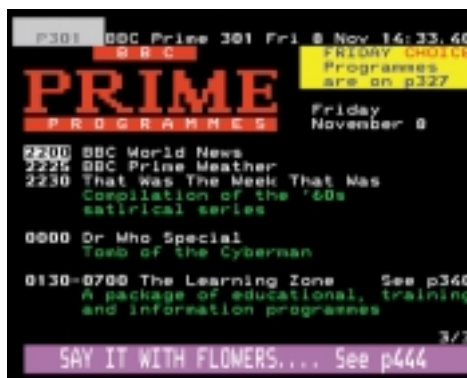 P301 BBC Prime 301 Fri 8 Nov 14:33.40
BBC
PRIME
PROGRAMMES
FRIDAY CHOICE
Programmes
are on p327
Friday
November 8
2200 BBC World News
2225 BBC Prime Weather
2230 That Was The Week That Was
Compilation of the '60s
satirical series
0000 Dr Who Special
Tomb of the Cyberman
0130-0700 The Learning Zone See p360
A package of educational, training
and information programmes
SAY IT WITH FLOWERS.... See p444